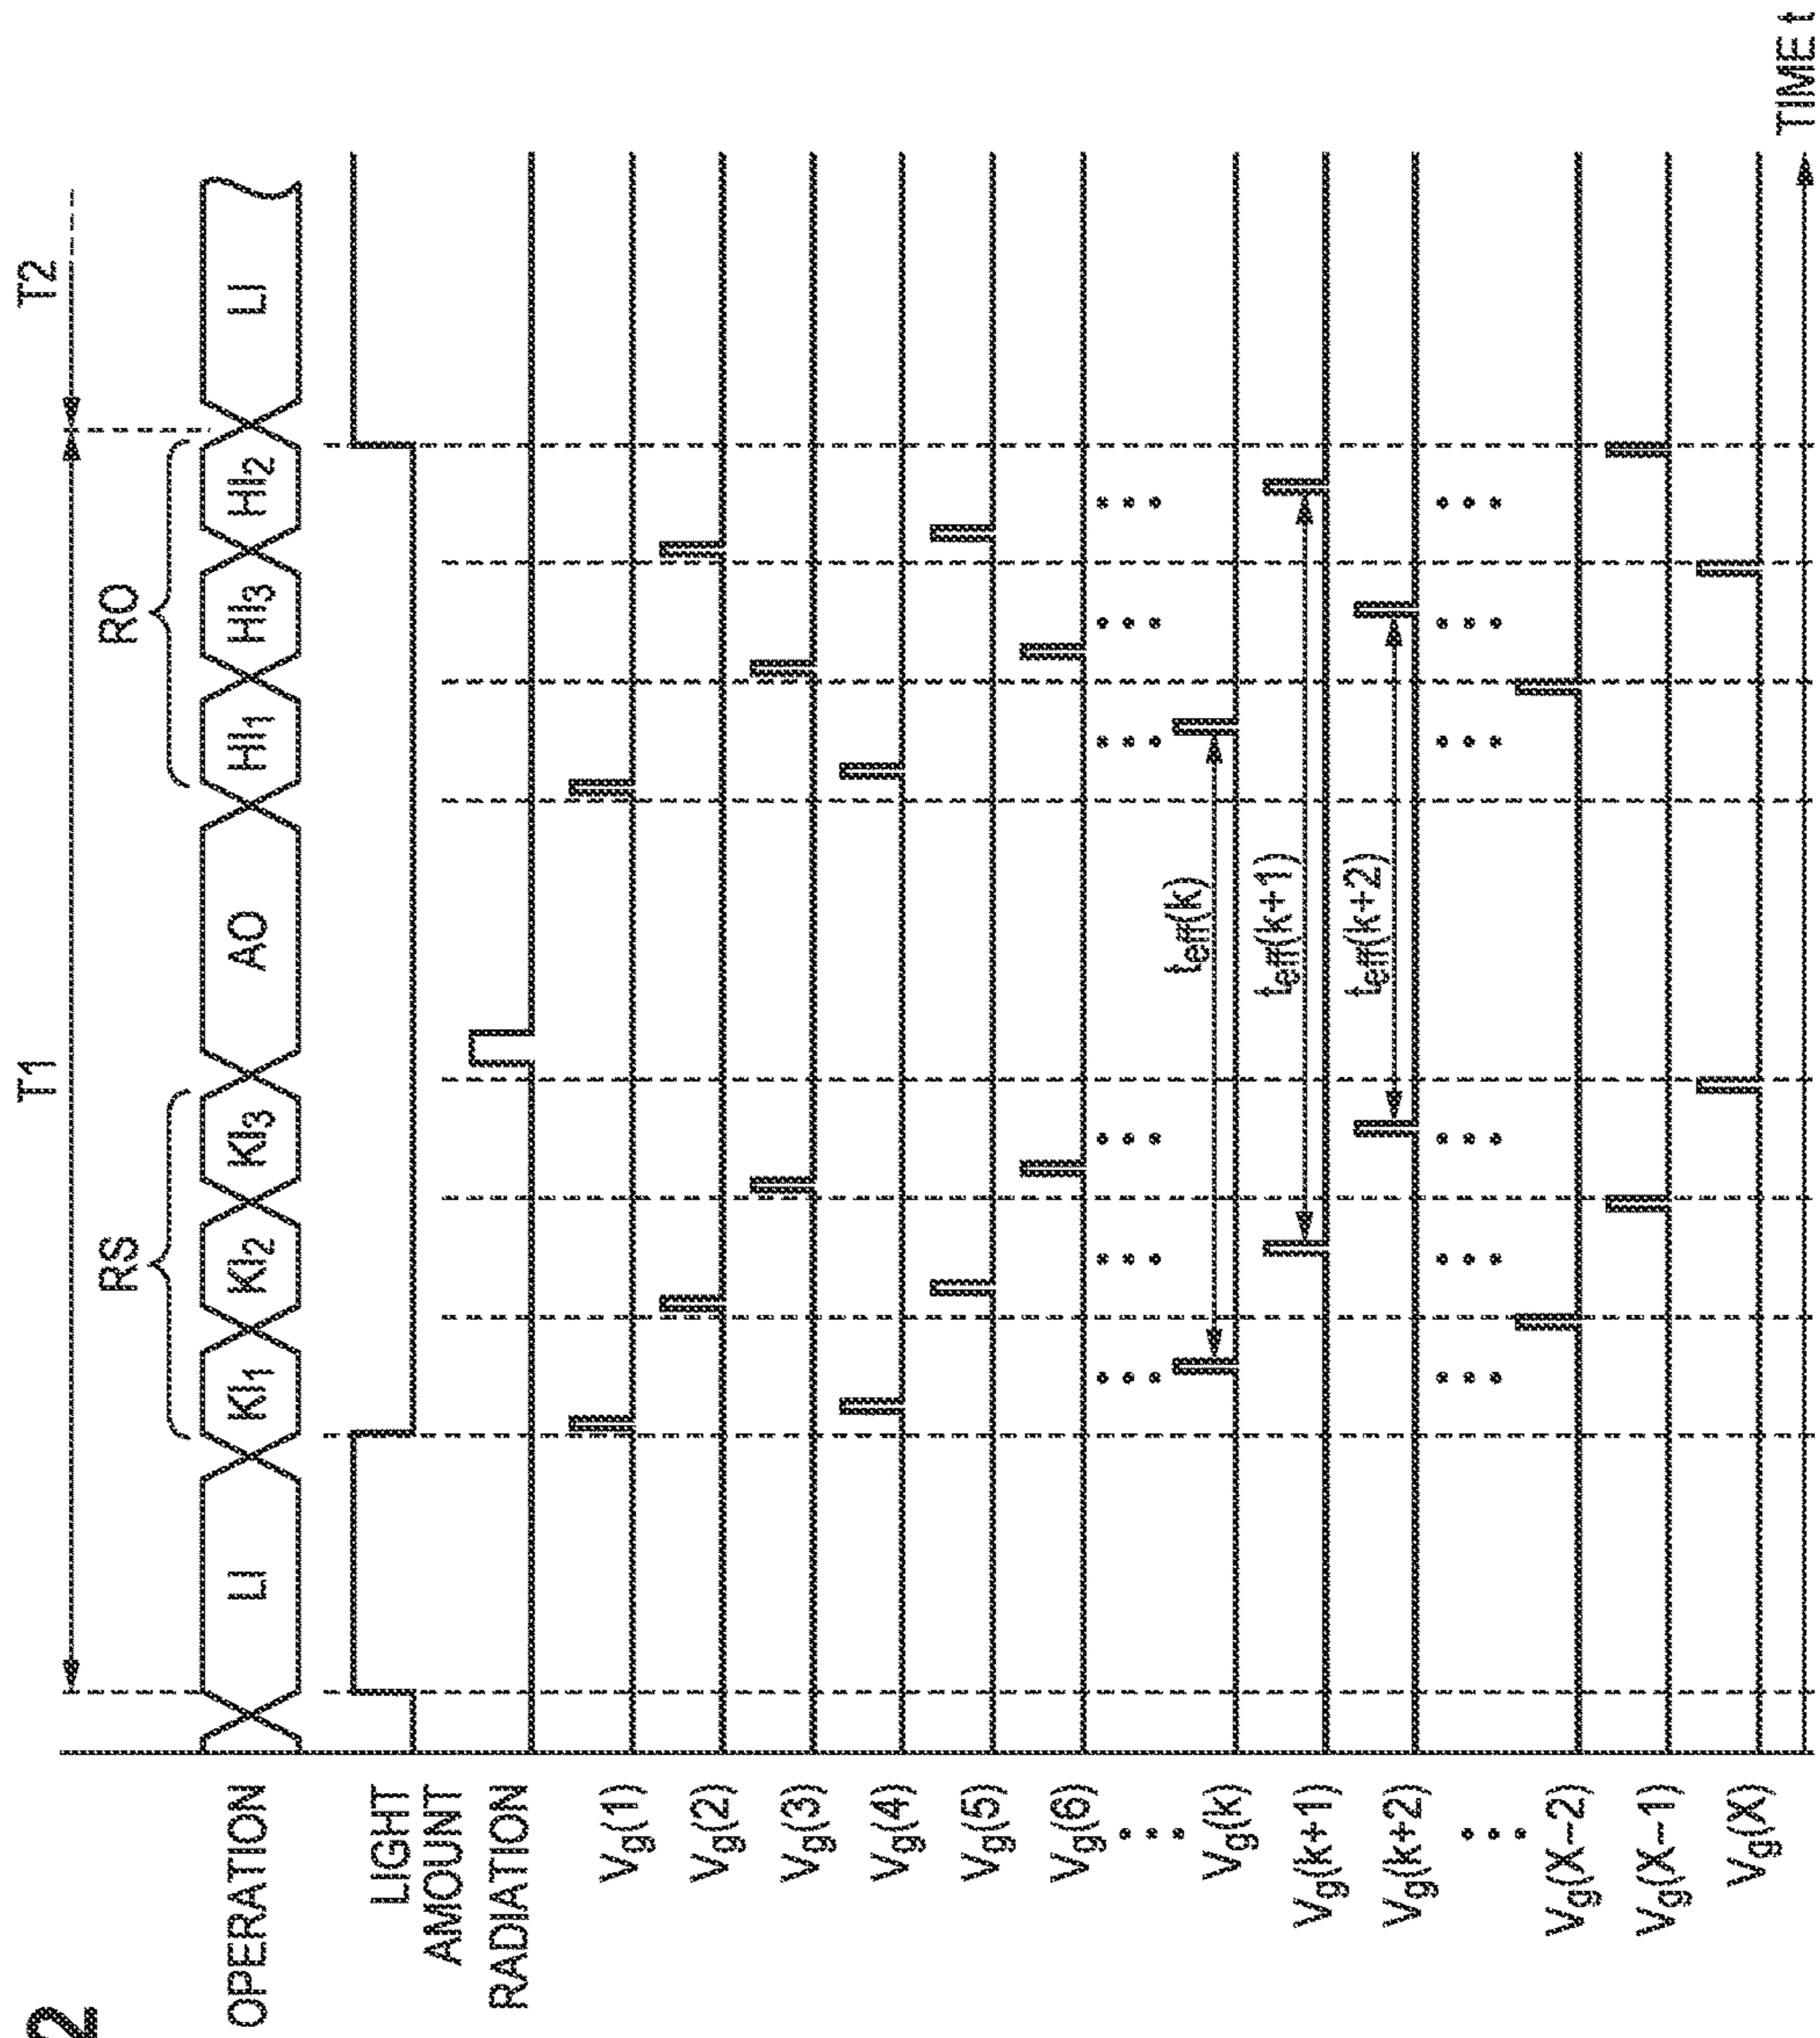 2
T1
T2
RS
RO
OPERATION
LI
KI1
KI2
KI3
AO
HI1
HI3
HI2
LI
LIGHT
AMOUNT
RADIATION
Vg(1)
Vg(2)
Vg(3)
Vg(4)
Vg(5)
Vg(6)
Vg(k)
teff(k)
Vg(k+1)
teff(k+1)
Vg(k+2)
teff(k+2)
Vg(X-2)
Vg(X-1)
Vg(X)
TIME t